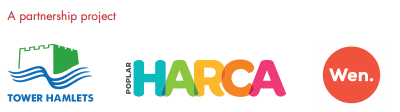 A partnership project
TOWER HAMLETS
POPLAR
HARCA
Wen.